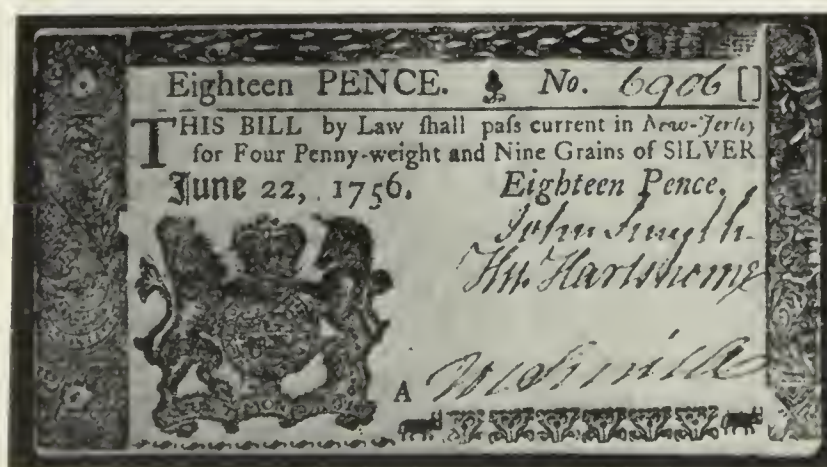 Eighteen PENCE. No. 6906 []
THIS BILL by Law ſhall paſs current in New-Jerſey
for Four Penny-weight and Nine Grains of SILVER
June 22, 1756. Eighteen Pence.
John Smyth.
Hartshorne
A